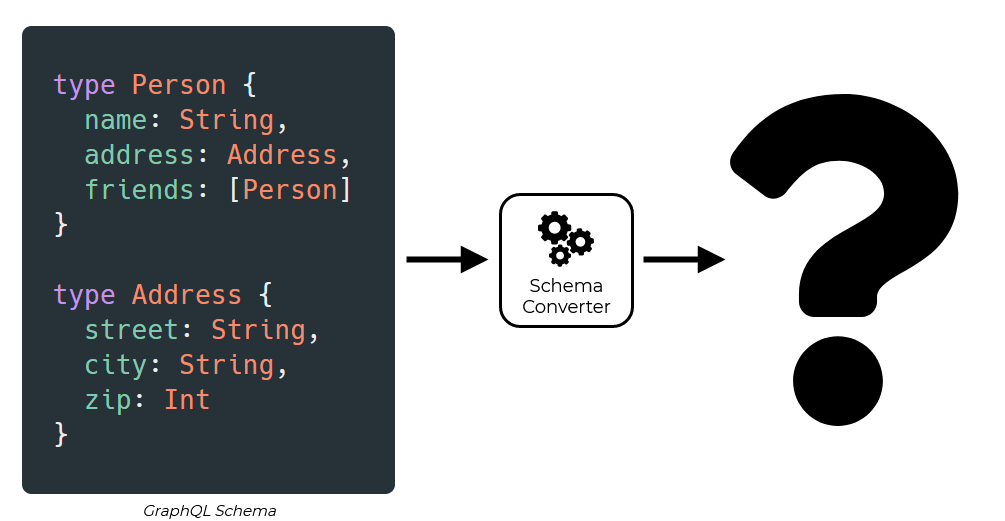 type Person {
  name: String,
  address: Address,
  friends: [Person]
}
type Address {
  street: String,
  city: String,
  zip: Int
}
GraphQL Schema
Schema
Converter
?